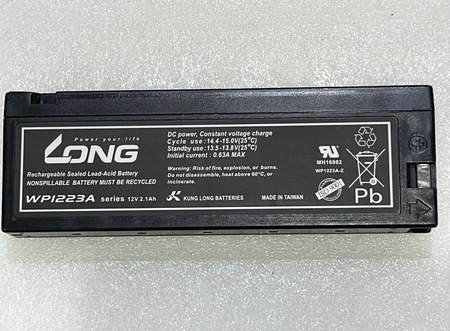 Power your life
LONG
Rechargeable Sealed Lead-Acid Battery
NONSPILLABLE BATTERY MUST BE RECYCLED
WP1223A series 12V 2.1Ah
DC power, Constant voltage charge
Cycle use : 14.4-15.0V(25°C)
Standby use : 13.5-13.8V(25°C)
Initial current : 0.63A MAX
Warning: Risk of fire, explosion, or burns.
Do not disassemble, heat above 60°C, or
incinerate.
KUNG LONG BATTERIES MADE IN TAIWAN
MH16982
WP1223A-Z
ISO 9001
Pb